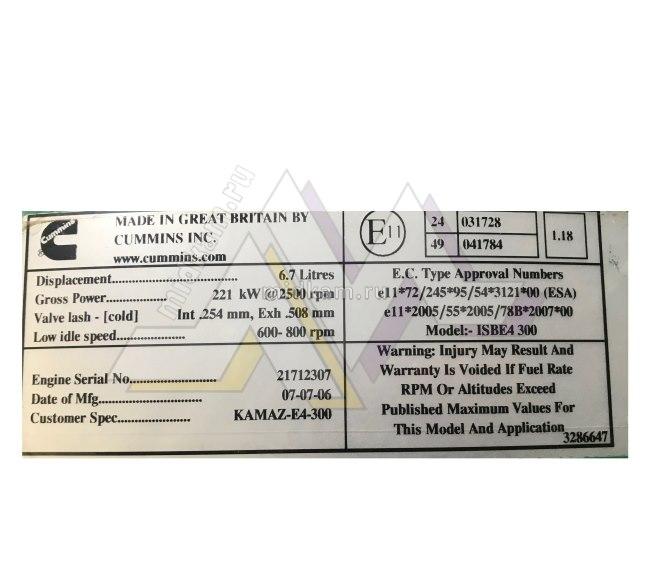 Cummins
MADE IN GREAT BRITAIN BY
CUMMINS INC.
www.cummins.com
E11
24 031728
49 041784
1.18
Displacement................... 6.7 Litres
Gross Power..................... 221 kW @2500 rpm
Valve lash - [cold] Int .254 mm, Exh .508 mm
Low idle speed.................. 600- 800 rpm
Engine Serial No.................... 21712307
Date of Mfg............................ 07-07-06
Customer Spec.................. KAMAZ-E4-300
E.C. Type Approval Numbers
e11*72/245*95/54*3121*00 (ESA)
e11*2005/55*2005/78B*2007*00
Model:- ISBE4 300
Warning: Injury May Result And
Warranty Is Voided If Fuel Rate
RPM Or Altitudes Exceed
Published Maximum Values For
This Model And Application
3286647